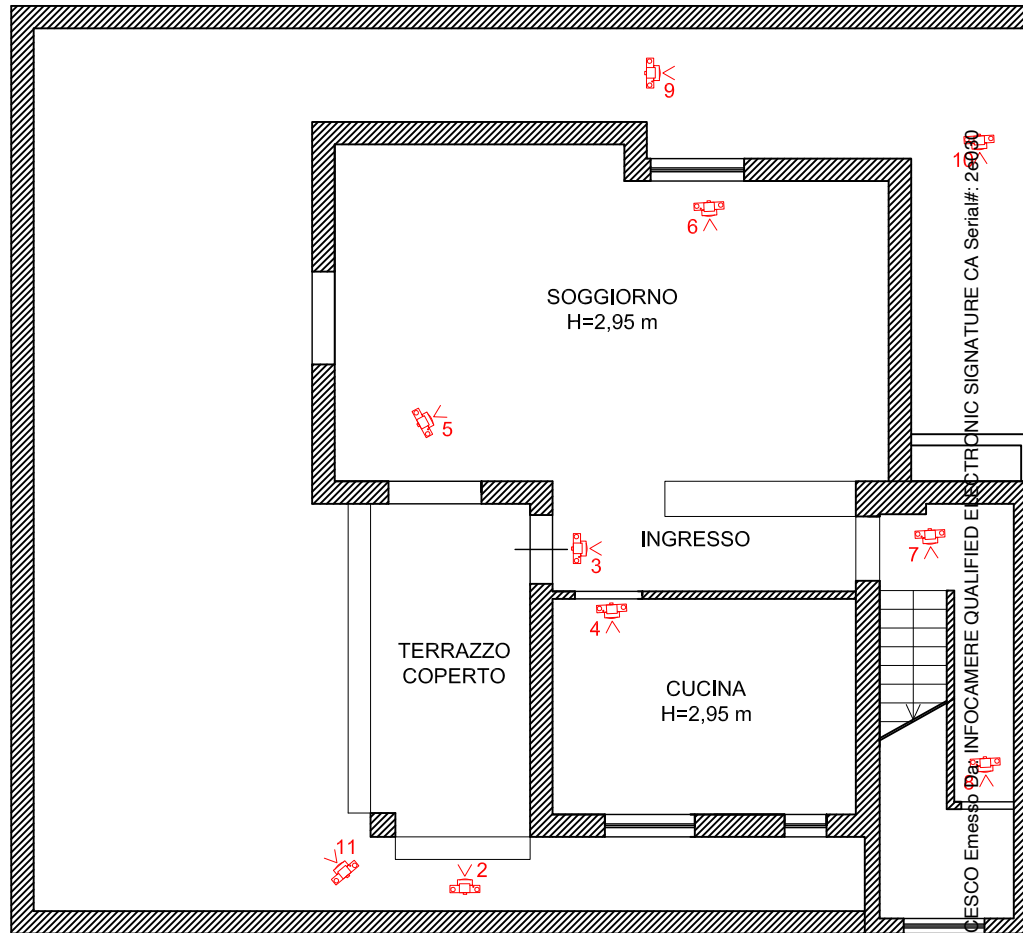 9
10
6
SOGGIORNO
H=2,95 m
5
INGRESSO
3
7
4
TERRAZZO
COPERTO
CUCINA
H=2,95 m
8
11
2
CESCO Emesso Da: INFOCAMERE QUALIFIED ELECTRONIC SIGNATURE CA Serial#: